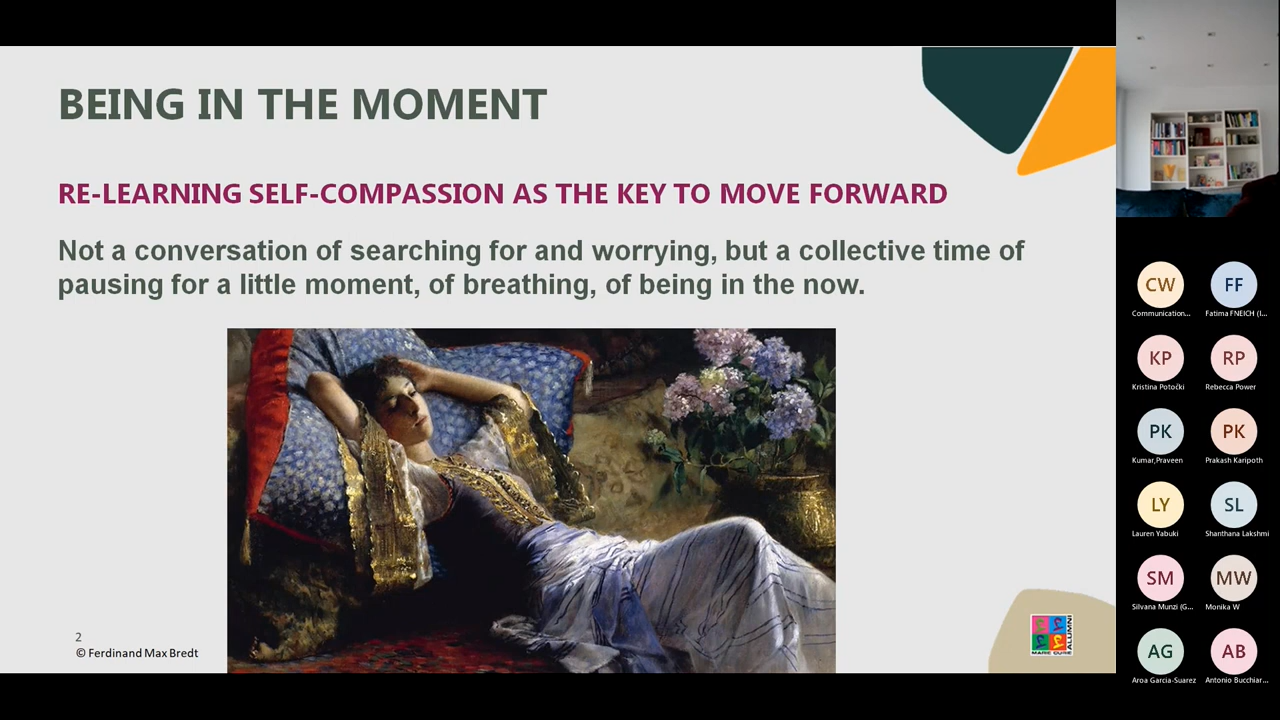 BEING IN THE MOMENT
RE-LEARNING SELF-COMPASSION AS THE KEY TO MOVE FORWARD
Not a conversation of searching for and worrying, but a collective time of
pausing for a little moment, of breathing, of being in the now.
2
© Ferdinand Max Bredt
MARIE CURIE
ALUMNI
CW
Communication...
FF
Fatima FNEICH (I...
KP
Kristina Potočki
RP
Rebecca Power
PK
Kumar,Praveen
PK
Prakash Karipoth
LY
Lauren Yabuki
SL
Shanthana Lakshmi
SM
Silvana Munzi (G...
MW
Monika W
AG
Aroa Garcia-Suarez
AB
Antonio Bucchiar...